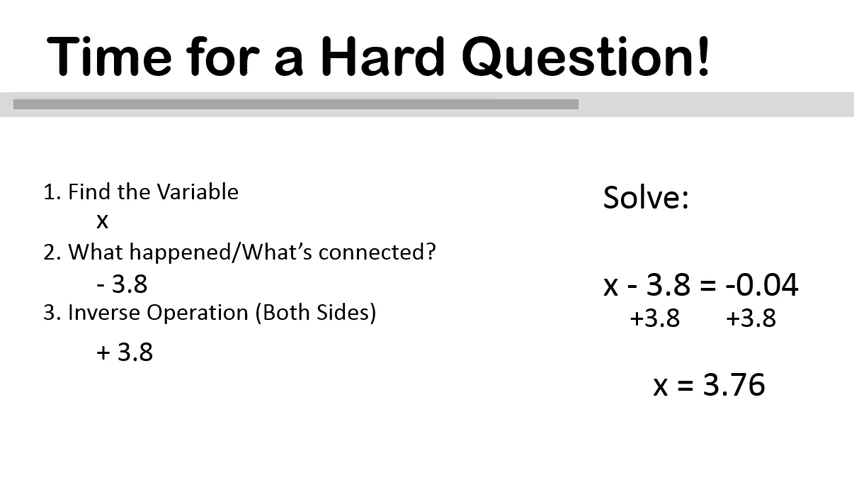 Time for a Hard Question!
1. Find the Variable
x
2. What happened/What’s connected?
- 3.8
3. Inverse Operation (Both Sides)
+ 3.8
Solve:
x - 3.8 = -0.04
+3.8 +3.8
x = 3.76